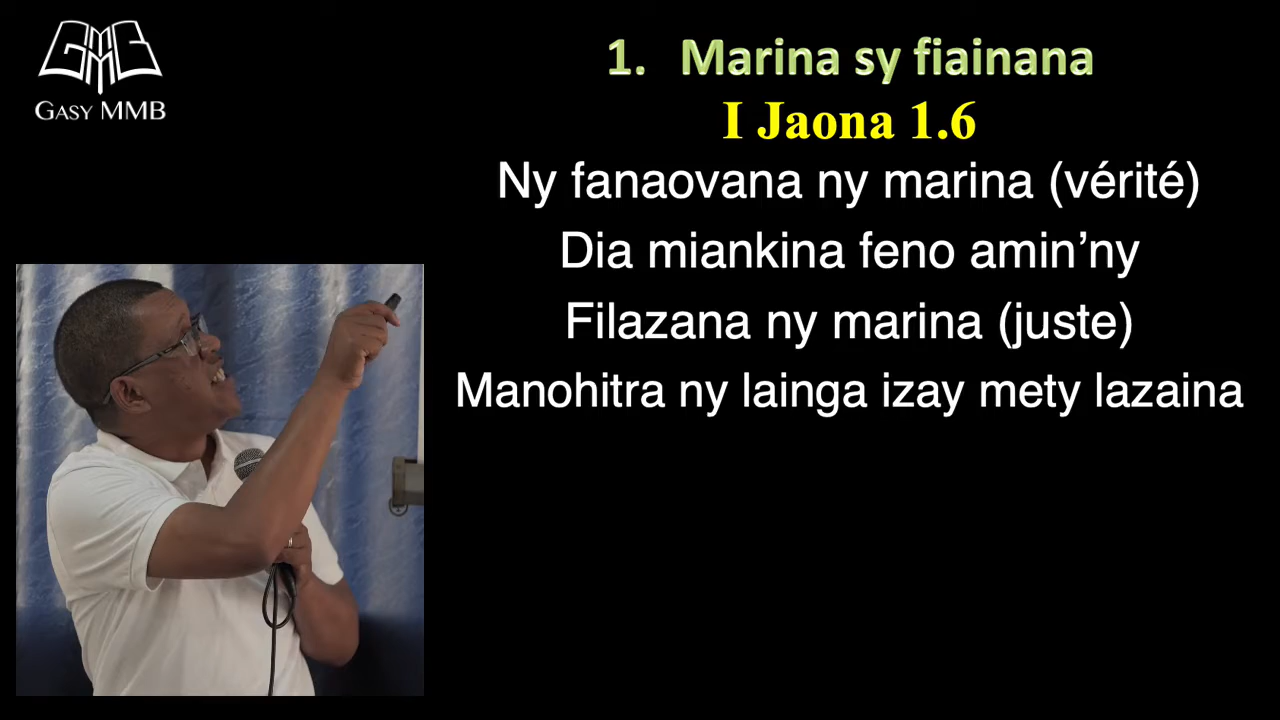 GMMB
GASY MMB
1. Marina sy fiainana
I Jaona 1.6
Ny fanaovana ny marina (vérité)
Dia miankina feno amin’ny
Filazana ny marina (juste)
Manohitra ny lainga izay mety lazaina